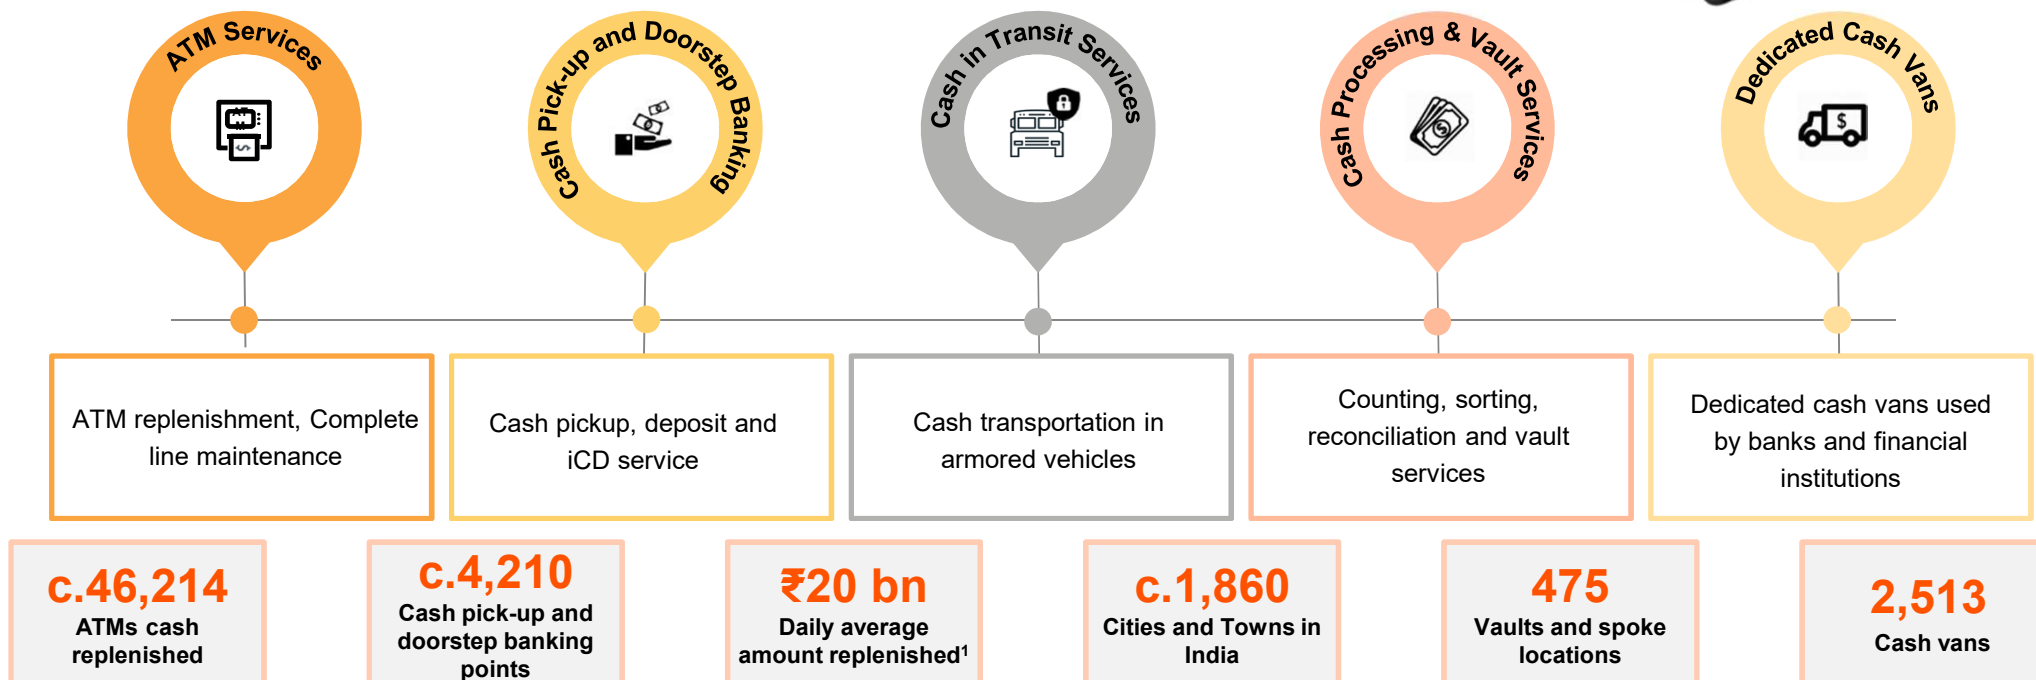 ATM Services
Cash Pick-up and Doorstep Banking
Cash in Transit Services
Cash Processing & Vault Services
Dedicated Cash Vans
ATM replenishment, Complete
line maintenance
Cash pickup, deposit and
iCD service
Cash transportation in
armored vehicles
Counting, sorting,
reconciliation and vault
services
Dedicated cash vans used
by banks and financial
institutions
c.46,214
ATMs cash
replenished
c.4,210
Cash pick-up and
doorstep banking
points
₹20 bn
Daily average
amount replenished¹
c.1,860
Cities and Towns in
India
475
Vaults and spoke
locations
2,513
Cash vans